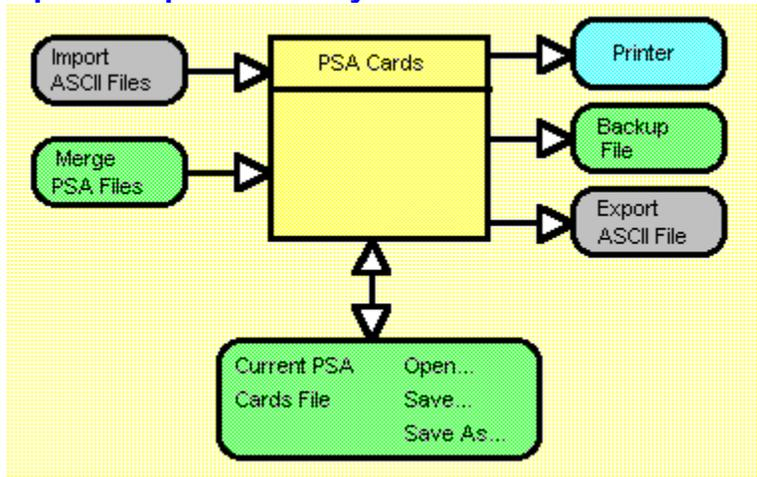 Import
ASCII Files
PSA Cards
Printer
Merge
PSA Files
Backup
File
Export
ASCII File
Current PSA
Open...
Cards File
Save...
Save As...